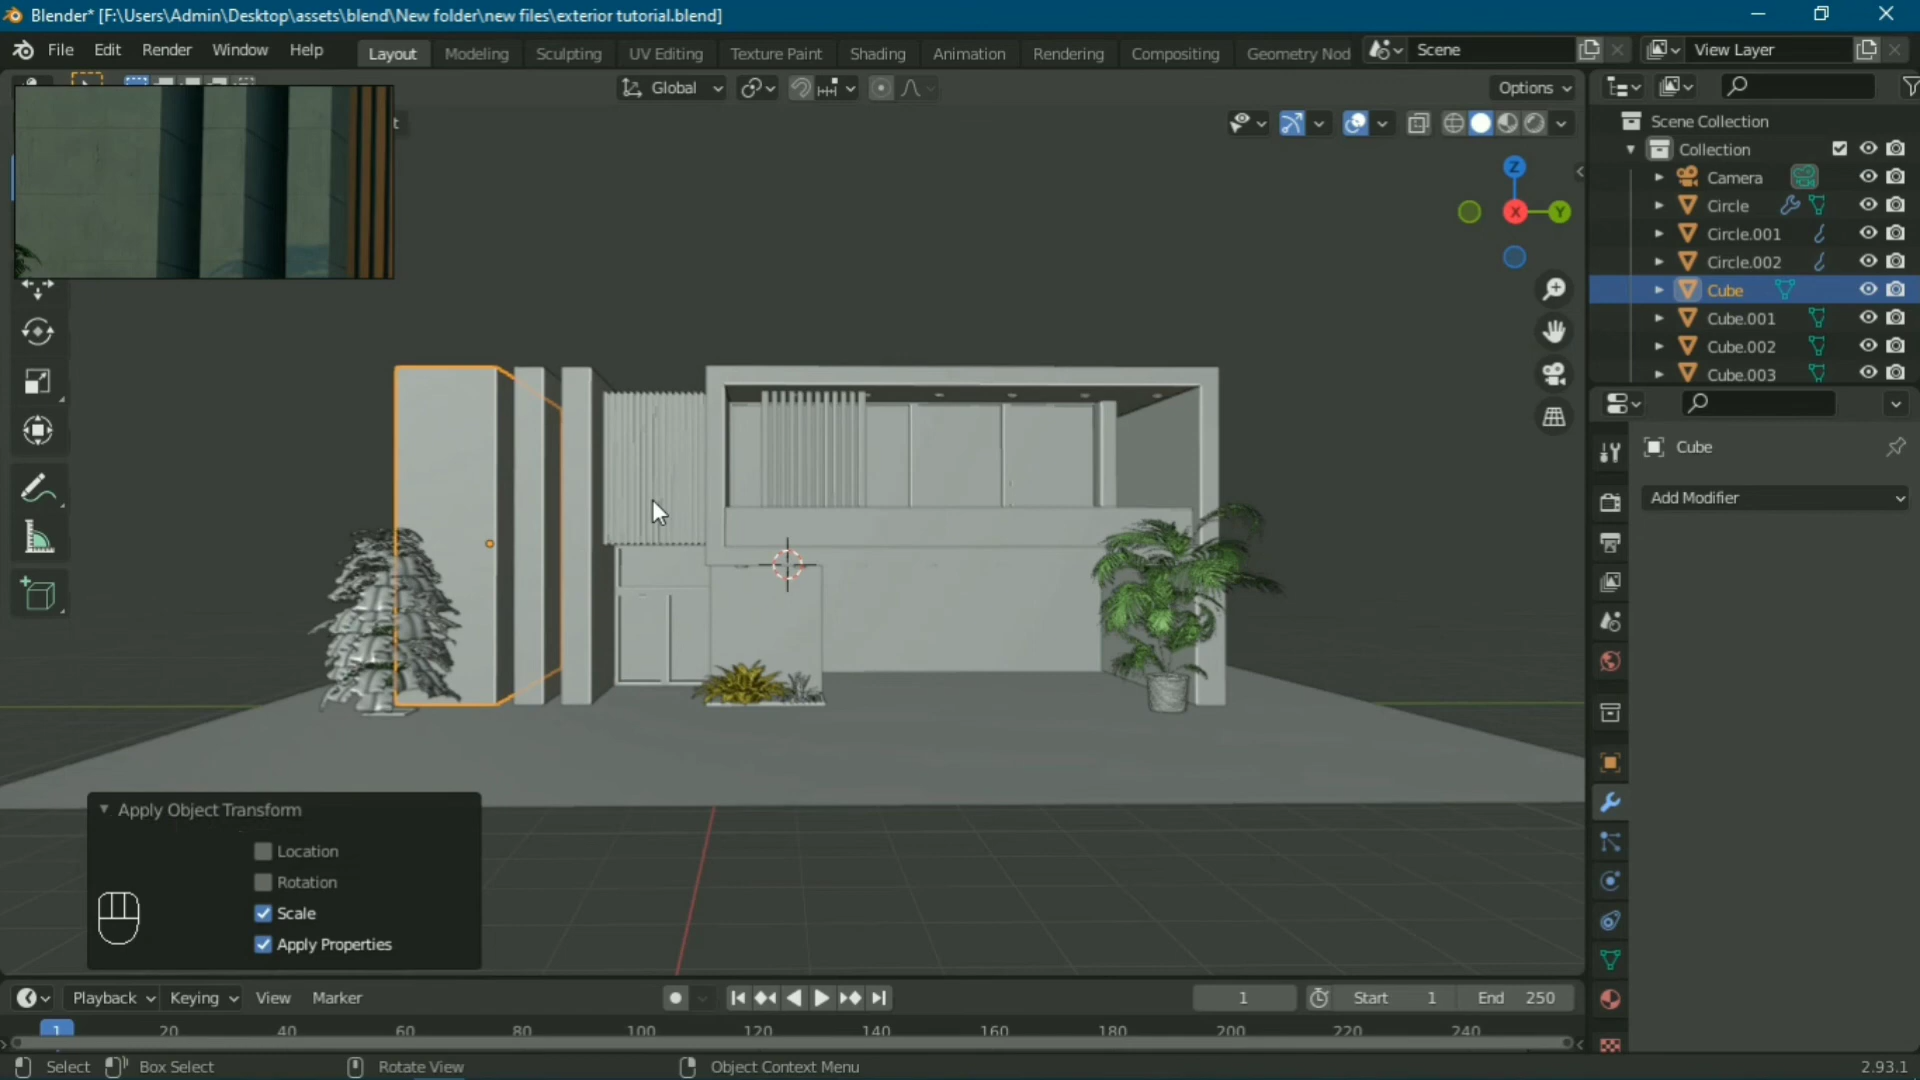 Blender* [F:\Users\Admin\Desktop\assets\blend\New folder\new files\exterior tutorial.blend]
File Edit Render Window Help Layout Modeling Sculpting UV Editing Texture Paint Shading Animation Rendering Compositing Geometry Nod Scene View Layer
Global Options
t
Scene Collection
Collection
Camera
Circle
Circle.001
Circle.002
Cube
Cube.001
Cube.002
Cube.003
Z
X
Y
Cube
Add Modifier
Apply Object Transform
Location
Rotation
Scale
Apply Properties
Playback Keying View Marker 1 Start 1 End 250
1 20 40 60 80 100 120 140 160 180 200 220 240
Select Box Select Rotate View Object Context Menu 2.93.1